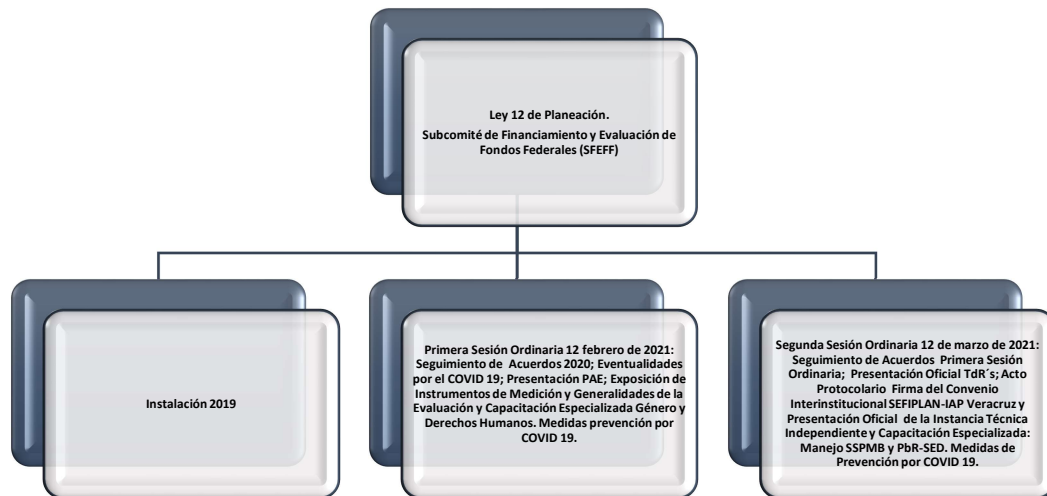 Ley 12 de Planeación.
Subcomité de Financiamiento y Evaluación de
Fondos Federales (SFEFF)
Instalación 2019
Primera Sesión Ordinaria 12 febrero de 2021:
Seguimiento de Acuerdos 2020; Eventualidades
por el COVID 19; Presentación PAE; Exposición de
Instrumentos de Medición y Generalidades de la
Evaluación y Capacitación Especializada Género y
Derechos Humanos. Medidas prevención por
COVID 19.
Segunda Sesión Ordinaria 12 de marzo de 2021:
Seguimiento de Acuerdos Primera Sesión
Ordinaria; Presentación Oficial TdR´s; Acto
Protocolario Firma del Convenio
Interinstitucional SEFIPLAN-IAP Veracruz y
Presentación Oficial de la Instancia Técnica
Independiente y Capacitación Especializada:
Manejo SSPMB y PbR-SED. Medidas de
Prevención por COVID 19.